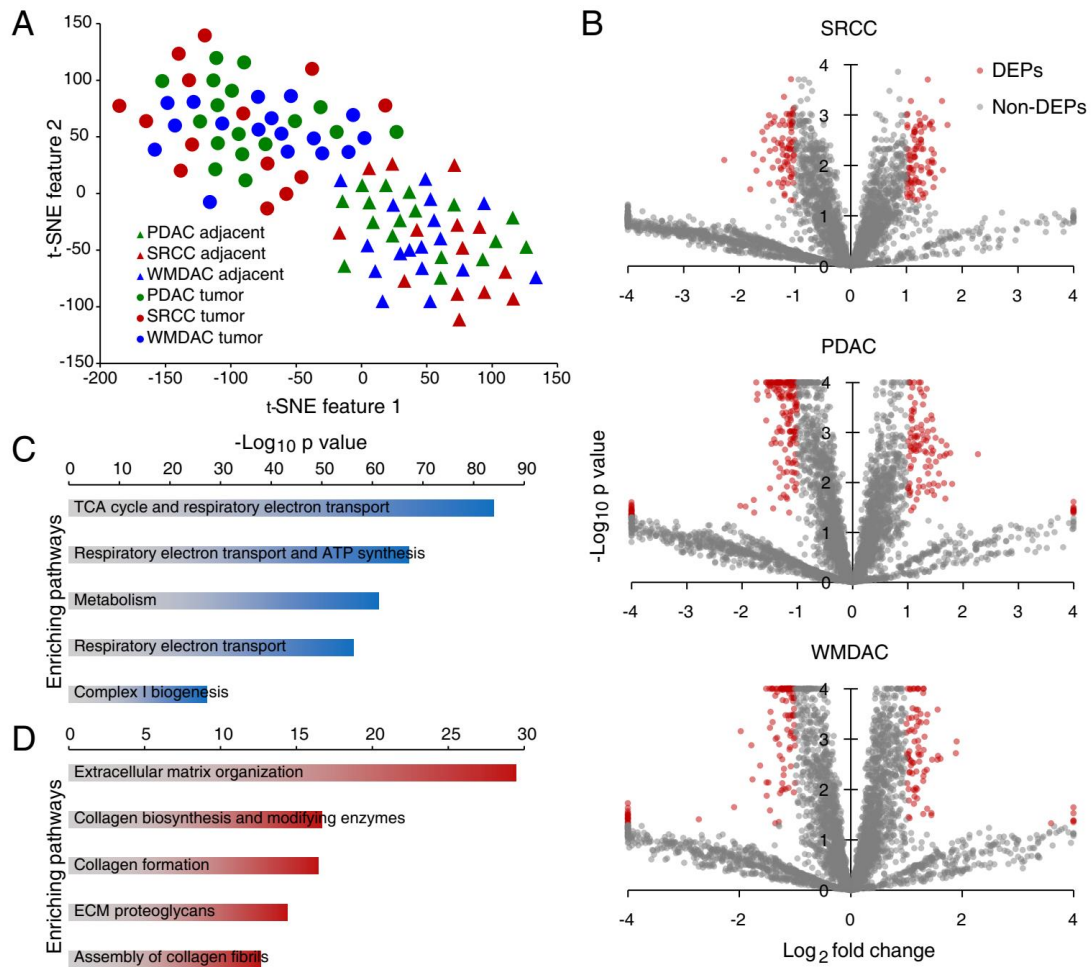 A
150
100
50
0
-50
-100
-150
t-SNE feature 2
PDAC adjacent
SRCC adjacent
WMDAC adjacent
PDAC tumor
SRCC tumor
WMDAC tumor
-200 -150 -100 -50 0 50 100 150
t-SNE feature 1
B
SRCC
DEPs
Non-DEPs
4
3
2
1
0
-4 -3 -2 -1 0 1 2 3 4
PDAC
4
3
2
1
0
-4 -3 -2 -1 0 1 2 3 4
-Log10 p value
WMDAC
4
3
2
1
0
-4 -2 0 2 4
Log2 fold change
C
-Log10 p value
0 10 20 30 40 50 60 70 80 90
Enriching pathways
TCA cycle and respiratory electron transport
Respiratory electron transport and ATP synthesis
Metabolism
Respiratory electron transport
Complex I biogenesis
D
0 5 10 15 20 25 30
Enriching pathways
Extracellular matrix organization
Collagen biosynthesis and modifying enzymes
Collagen formation
ECM proteoglycans
Assembly of collagen fibrils